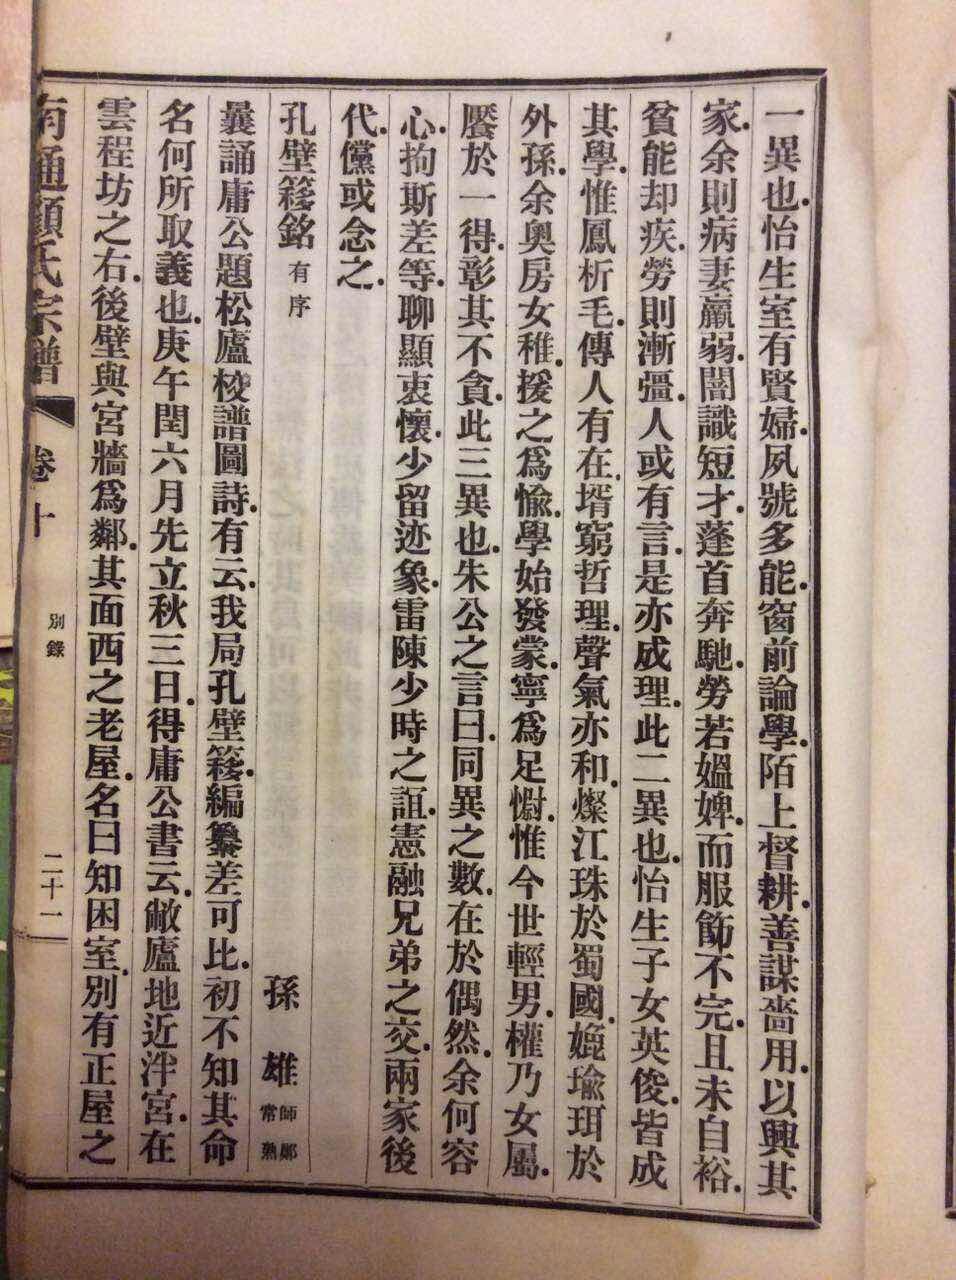 一異也.怡生室有賢婦.夙號多能.窗前論學.陌上督耕.善謀嗇用.以興其
家.余則病妻羸弱.闇識短才.蓬首奔馳.勞若媼婢.而服飾不完.且未自裕.
貧能却疾.勞則漸彊.人或有言.是亦成理.此二異也.怡生子女英俊.皆成
其學.惟鳳析毛.傳人有在.壻窮哲理.聲氣亦和.燦江珠於蜀國.娩瑜珥於
外孫.余輿房女稚.援之爲愉.學始發蒙.寧爲足懰.惟今世輕男.權乃女屬.
饜於一得.彰其不貪.此三異也.朱公之言曰.同異之數.在於偶然.余何容
心.拘斯差等.聊顯衷懷.少留迹象.雷陳少時之誼.憲融兄弟之交.兩家後
代.儻或念之.
孔壁簃銘 有序
孫 雄 師鄭 常熟
曩誦庸公題松廬校譜圖詩.有云.我局孔壁簃.編纂差可比.初不知其命
名何所取義也.庚午閏六月先立秋三日.得庸公書云.敝廬地近泮宮.在
雲程坊之右.後壁與宮牆爲鄰.其面西之老屋.名曰知困室.別有正屋之
南通顧氏宗譜 卷十 別錄 二十一